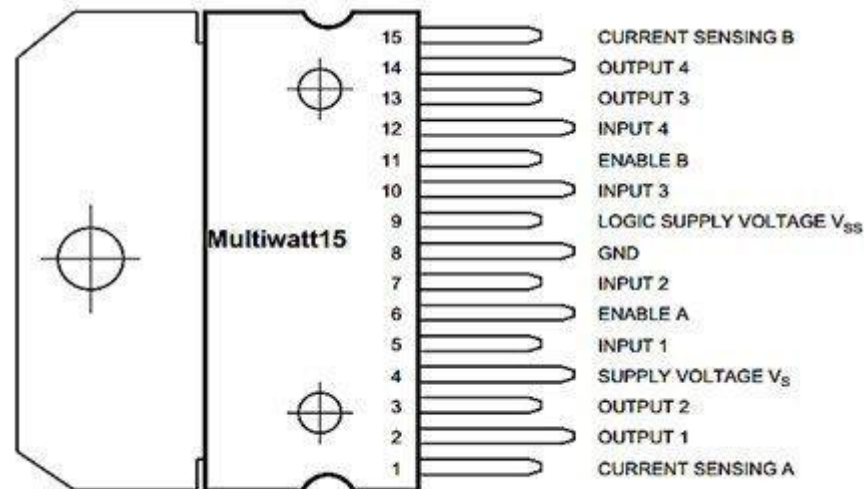 15 CURRENT SENSING B
14 OUTPUT 4
13 OUTPUT 3
12 INPUT 4
11 ENABLE B
10 INPUT 3
9 LOGIC SUPPLY VOLTAGE VSS
Multiwatt15
8 GND
7 INPUT 2
6 ENABLE A
5 INPUT 1
4 SUPPLY VOLTAGE VS
3 OUTPUT 2
2 OUTPUT 1
1 CURRENT SENSING A